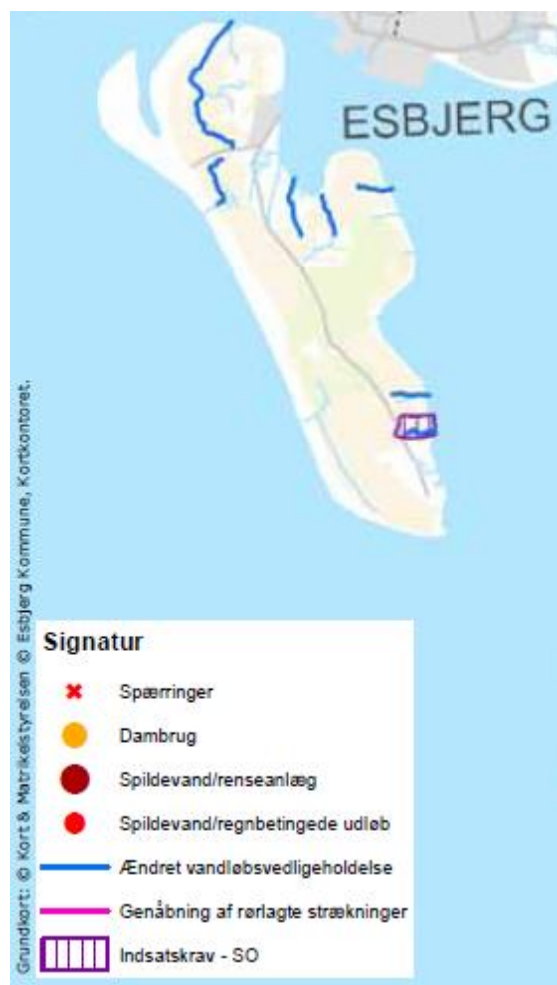 ESBJERG
Grundkort: © Kort & Matrikelstyrelsen © Esbjerg Kommune, Kortkontoret.
Signatur
Spærringer
Dambrug
Spildevand/renseanlæg
Spildevand/regnbetingede udløb
Ændret vandløbsvedligeholdelse
Genåbning af rørlagte strækninger
Indsatskrav - SO